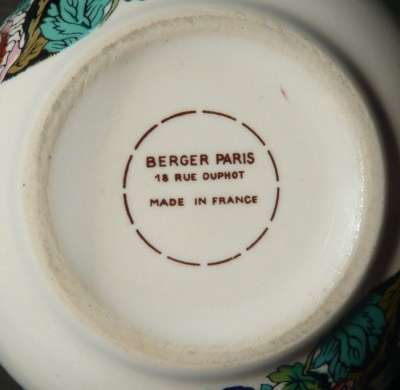 BERGER PARIS
18 RUE DUPHOT
MADE IN FRANCE